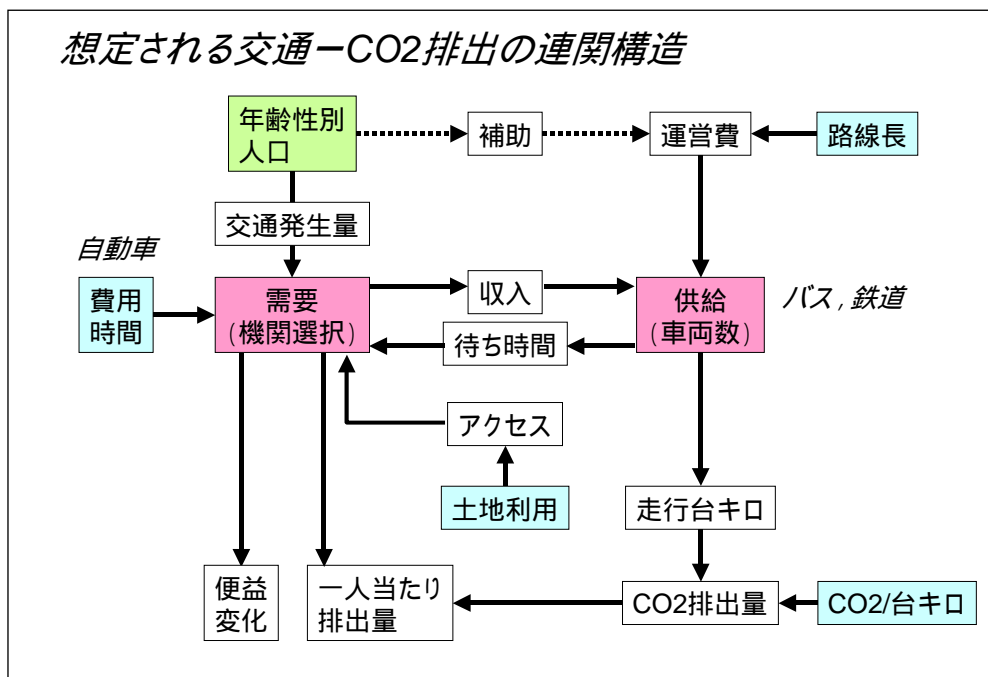 想定される交通ーCO2排出の連関構造
年齢性別
人口
補助
運営費
路線長
交通発生量
自動車
費用
時間
需要
(機関選択)
収入
待ち時間
供給
(車両数)
バス,鉄道
アクセス
土地利用
走行台キロ
便益
変化
一人当たり
排出量
CO2排出量
CO2/台キロ